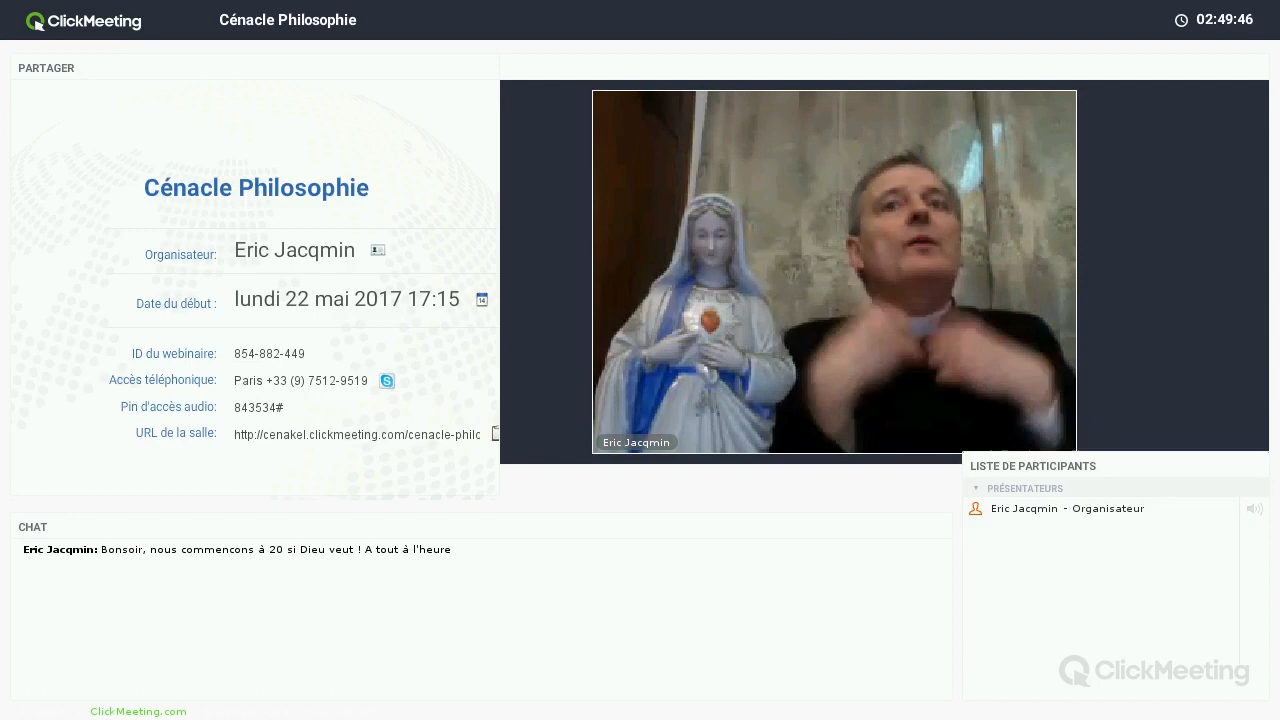 ClickMeeting
Cénacle Philosophie
02:49:46
PARTAGER
Cénacle Philosophie
Organisateur: Eric Jacqmin
Date du début : lundi 22 mai 2017 17:15
14
ID du webinaire: 854-882-449
Accès téléphonique: Paris +33 (9) 7512-9519
Pin d'accès audio: 843534#
URL de la salle: http://cenakel.clickmeeting.com/cenacle-philc
Eric Jacqmin
LISTE DE PARTICIPANTS
PRÉSENTATEURS
Eric Jacqmin - Organisateur
CHAT
Eric Jacqmin: Bonsoir, nous commencons à 20 si Dieu veut ! A tout à l'heure
ClickMeeting
ClickMeeting.com